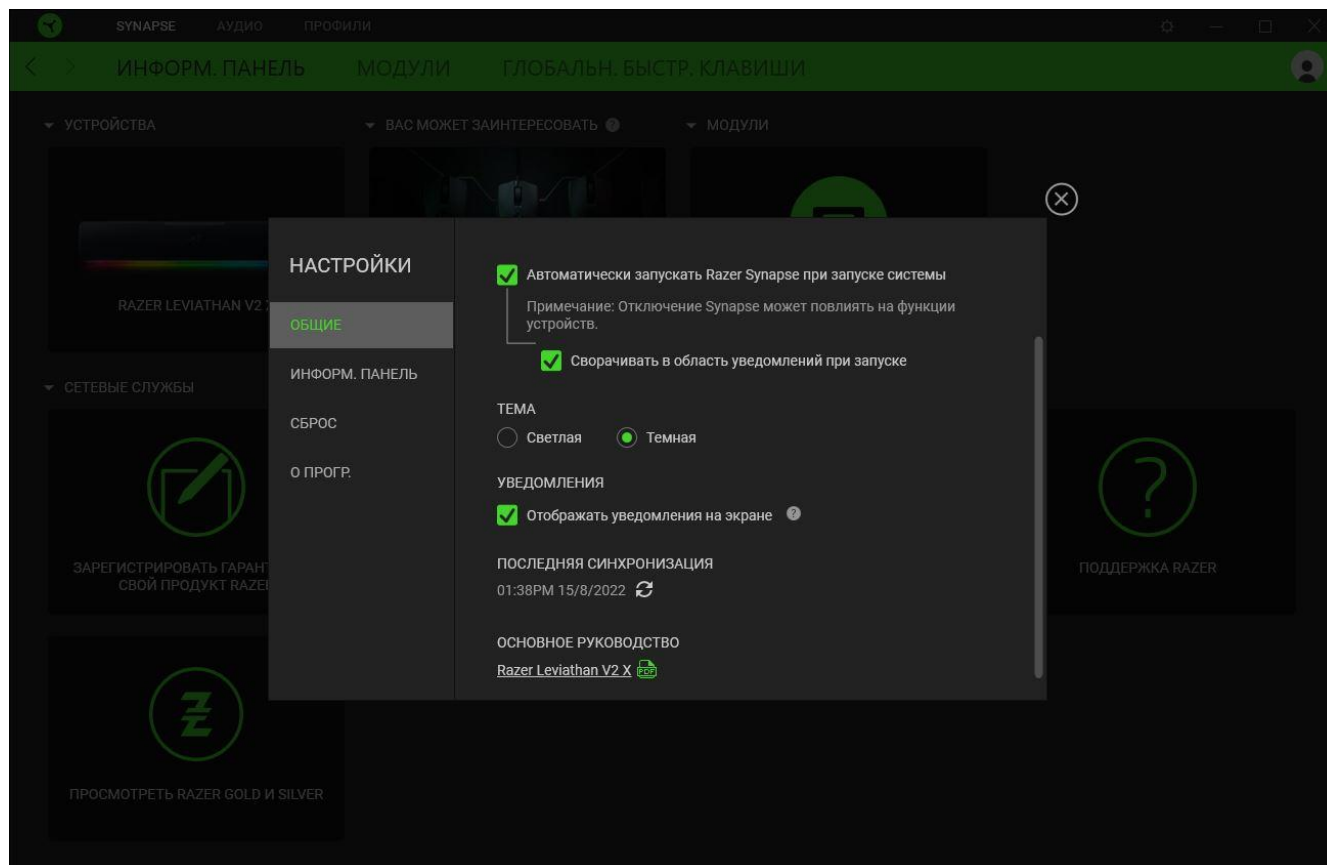 SYNAPSE АУДИО ПРОФИЛИ
ИНФОРМ. ПАНЕЛЬ МОДУЛИ ГЛОБАЛЬН. БЫСТР. КЛАВИШИ
УСТРОЙСТВА ВАС МОЖЕТ ЗАИНТЕРЕСОВАТЬ ? МОДУЛИ
RAZER LEVIATHAN V2
СЕТЕВЫЕ СЛУЖБЫ
ЗАРЕГИСТРИРОВАТЬ ГАРАНТ
СВОЙ ПРОДУКТ RAZE
ПРОСМОТРЕТЬ RAZER GOLD И SILVER
ПОДДЕРЖКА RAZER
НАСТРОЙКИ
ОБЩИЕ
ИНФОРМ. ПАНЕЛЬ
СБРОС
О ПРОГР.
Автоматически запускать Razer Synapse при запуске системы
Примечание: Отключение Synapse может повлиять на функции
устройств.
Сворачивать в область уведомлений при запуске
ТЕМА
Светлая Темная
УВЕДОМЛЕНИЯ
Отображать уведомления на экране ?
ПОСЛЕДНЯЯ СИНХРОНИЗАЦИЯ
01:38PM 15/8/2022
ОСНОВНОЕ РУКОВОДСТВО
Razer Leviathan V2 X PDF